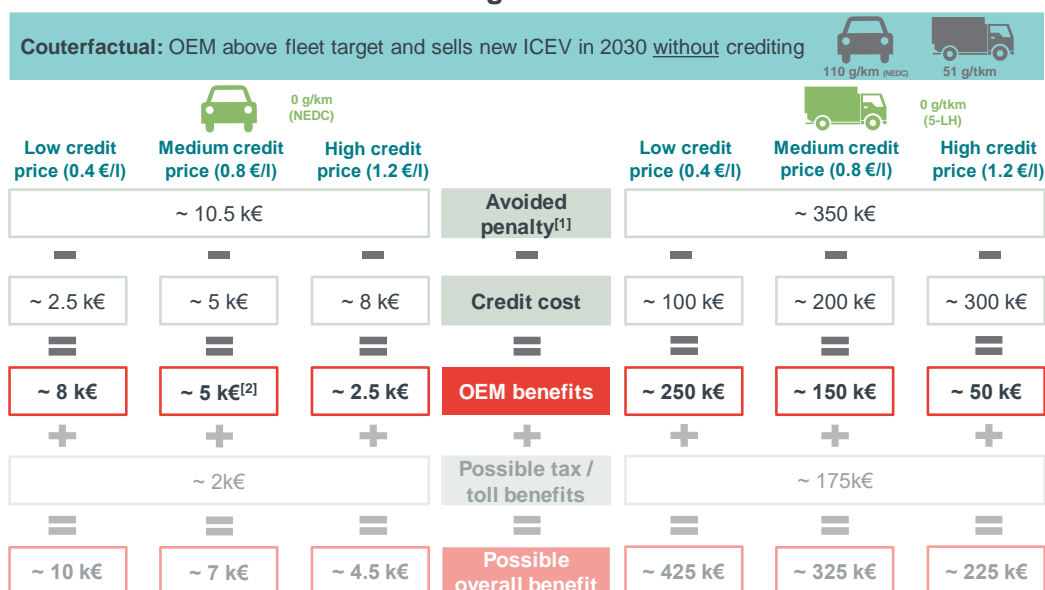 Couterfactual: OEM above fleet target and sells new ICEV in 2030 without crediting
110 g/km (NEDC)
51 g/tkm
0 g/km
(NEDC)
0 g/tkm
(5-LH)
Low credit
price (0.4 €/l)
Medium credit
price (0.8 €/l)
High credit
price (1.2 €/l)
Low credit
price (0.4 €/l)
Medium credit
price (0.8 €/l)
High credit
price (1.2 €/l)
~ 10.5 k€
Avoided
penalty[1]
~ 350 k€
~ 2.5 k€
~ 5 k€
~ 8 k€
Credit cost
~ 100 k€
~ 200 k€
~ 300 k€
~ 8 k€
~ 5 k€[2]
~ 2.5 k€
OEM benefits
~ 250 k€
~ 150 k€
~ 50 k€
~ 2k€
Possible tax /
toll benefits
~ 175k€
~ 10 k€
~ 7 k€
~ 4.5 k€
Possible
overall benefit
~ 425 k€
~ 325 k€
~ 225 k€